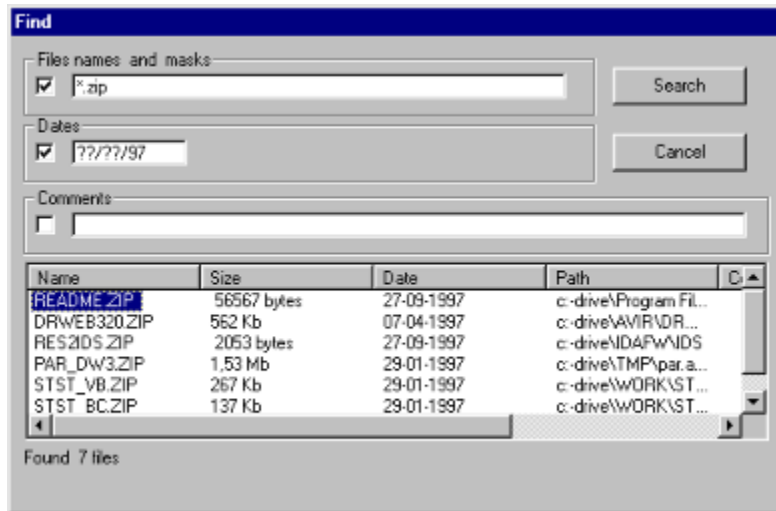 Find
Files names and masks
*.zip
Search
Dates
??/??/97
Cancel
Comments
Name Size Date Path C
README.ZIP 56567 bytes 27-09-1997 c:-drive\Program Fil...
DRWEB320.ZIP 562 Kb 07-04-1997 c:-drive\AVIR\DR...
RES2IDS.ZIP 2053 bytes 27-09-1997 c:-drive\IDAFW\IDS
PAR_DW3.ZIP 1,53 Mb 29-01-1997 c:-drive\TMP\par.a...
STST_VB.ZIP 267 Kb 29-01-1997 c:-drive\WORK\ST...
STST_BC.ZIP 137 Kb 29-01-1997 c:-drive\WORK\ST...
Found 7 files